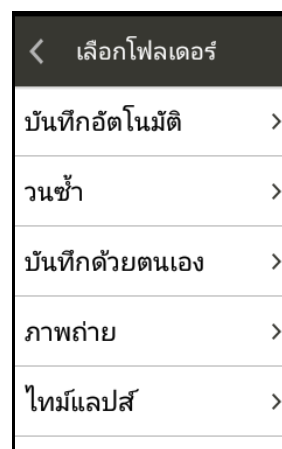 เลือกโฟลเดอร์
บันทึกอัตโนมัติ
วนซ้ำ
บันทึกด้วยตนเอง
ภาพถ่าย
ไทม์แลปส์